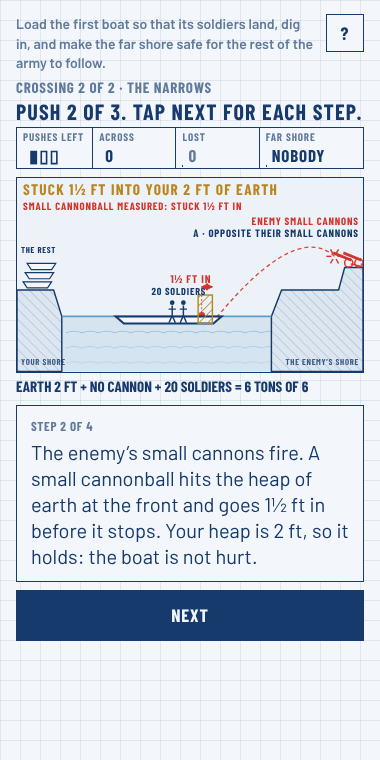 Load the first boat so that its soldiers land, dig
in, and make the far shore safe for the rest of the
army to follow.
?
CROSSING 2 OF 2 · THE NARROWS
PUSH 2 OF 3. TAP NEXT FOR EACH STEP.
PUSHES LEFT
ACROSS
0
LOST
0
FAR SHORE
NOBODY
STUCK 1½ FT INTO YOUR 2 FT OF EARTH
SMALL CANNONBALL MEASURED: STUCK 1½ FT IN
ENEMY SMALL CANNONS
A · OPPOSITE THEIR SMALL CANNONS
THE REST
1½ FT IN
20 SOLDIERS
YOUR SHORE
THE ENEMY'S SHORE
EARTH 2 FT + NO CANNON + 20 SOLDIERS = 6 TONS OF 6
STEP 2 OF 4
The enemy’s small cannons fire. A
small cannonball hits the heap of
earth at the front and goes 1½ ft in
before it stops. Your heap is 2 ft, so it
holds: the boat is not hurt.
NEXT